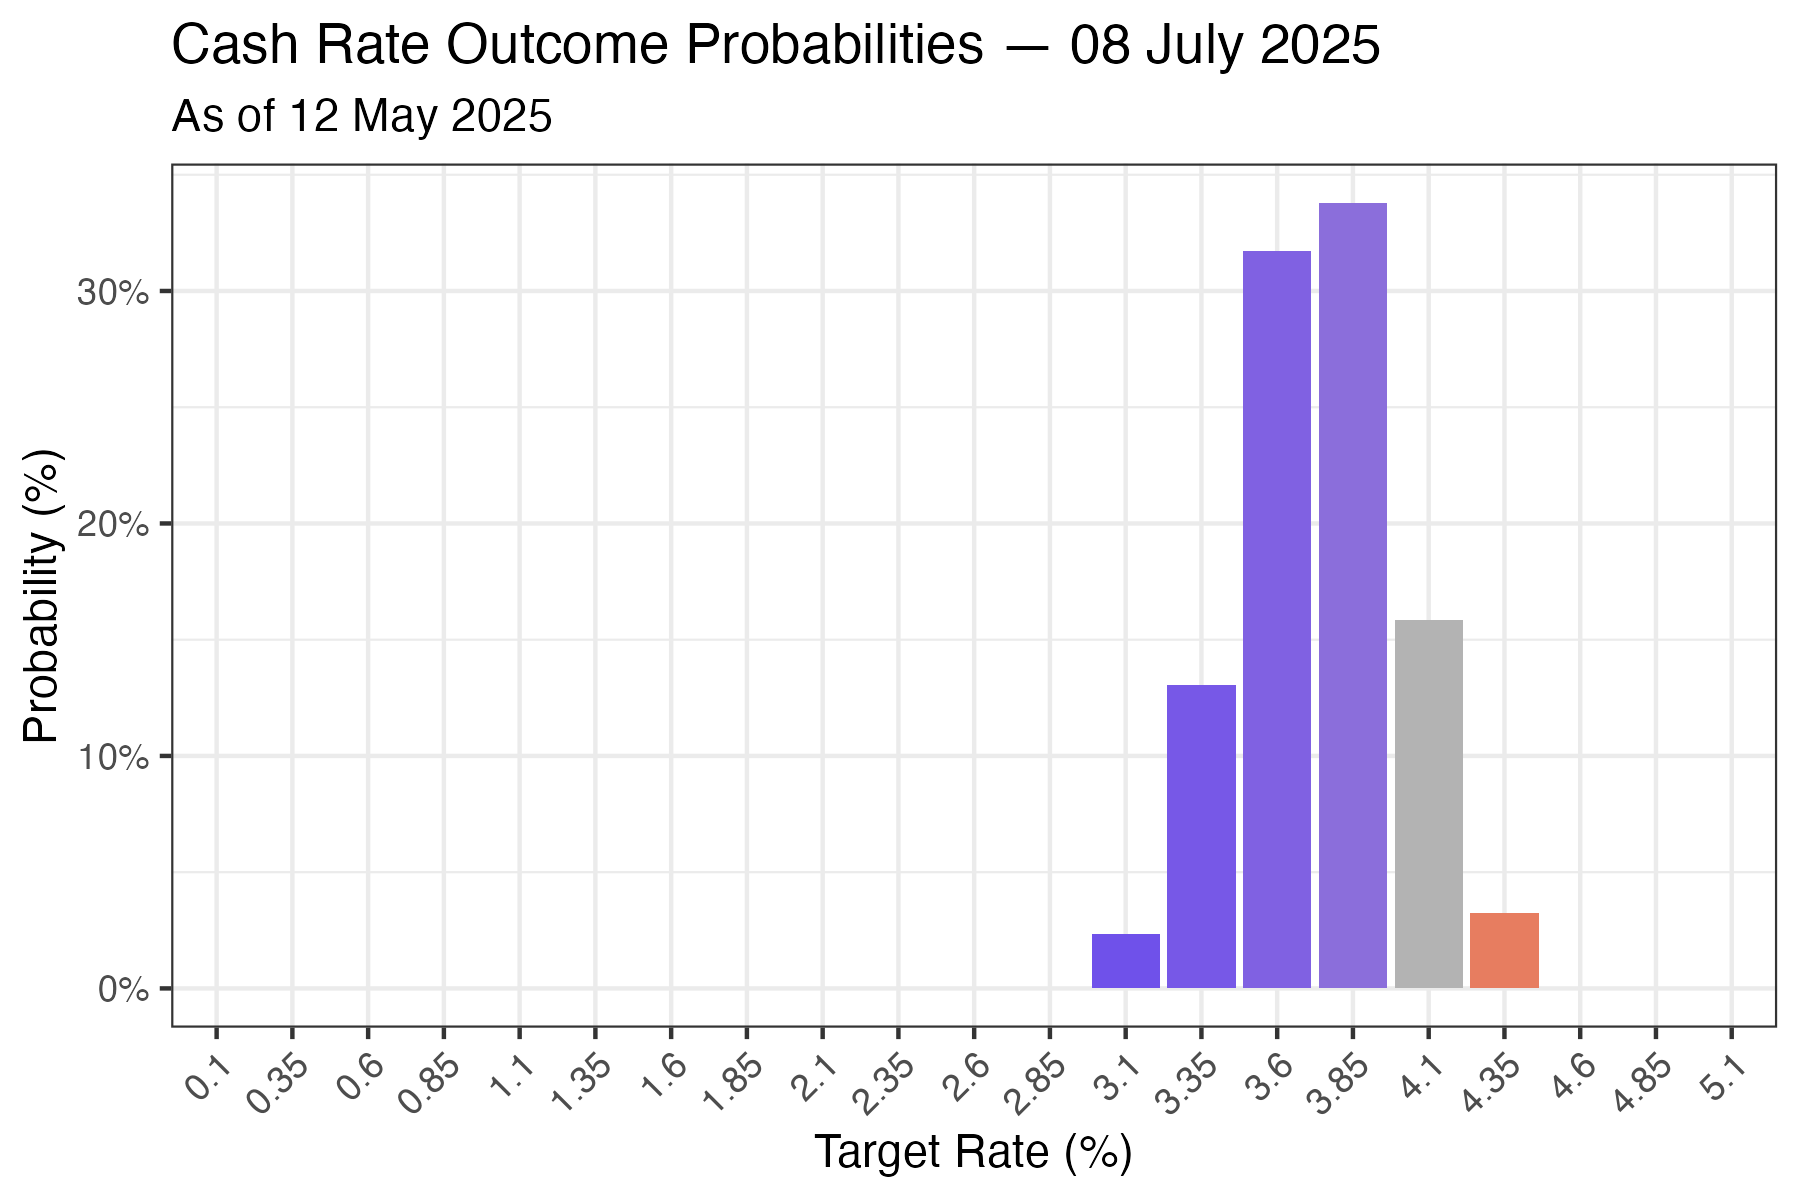 Cash Rate Outcome Probabilities — 08 July 2025
As of 12 May 2025
Probability (%)
30%
20%
10%
0%
0.1 0.35 0.6 0.85 1.1 1.35 1.6 1.85 2.1 2.35 2.6 2.85 3.1 3.35 3.6 3.85 4.1 4.35 4.6 4.85 5.1
Target Rate (%)